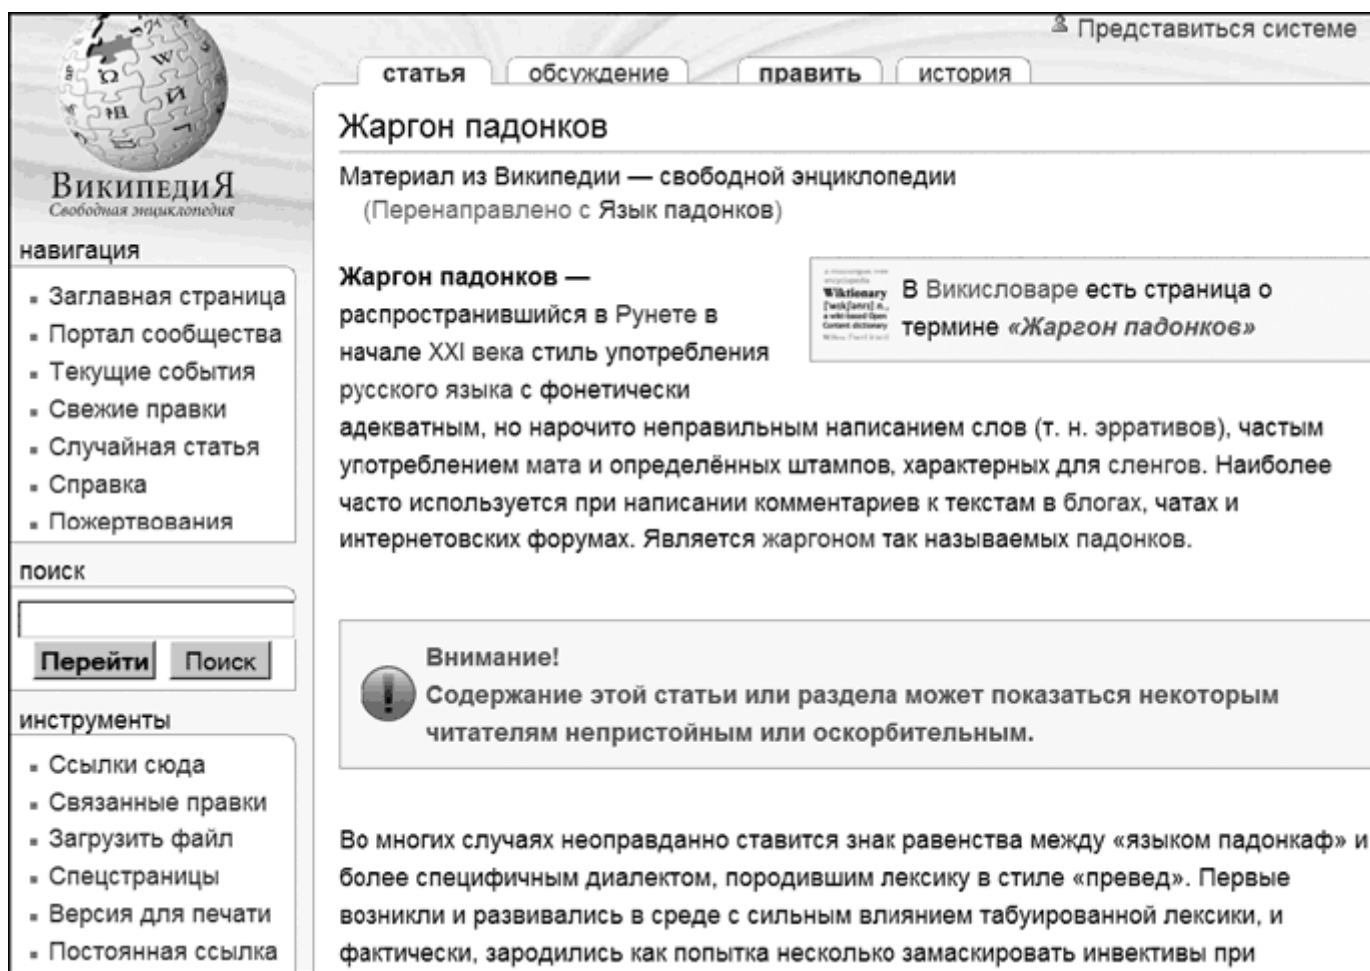 Представиться системе
статья обсуждение править история
ВикипедиЯ
Свободная энциклопедия
навигация
Заглавная страница
Портал сообщества
Текущие события
Свежие правки
Случайная статья
Справка
Пожертвования
поиск
Перейти Поиск
инструменты
Ссылки сюда
Связанные правки
Загрузить файл
Спецстраницы
Версия для печати
Постоянная ссылка
Жаргон падонков
Материал из Википедии — свободной энциклопедии
(Перенаправлено с Язык падонков)
Жаргон падонков —
распространившийся в Рунете в
начале XXI века стиль употребления
русского языка с фонетически
адекватным, но нарочито неправильным написанием слов (т. н. эрративов), частым
употреблением мата и определённых штампов, характерных для сленгов. Наиболее
часто используется при написании комментариев к текстам в блогах, чатах и
интернетовских форумах. Является жаргоном так называемых падонков.
Wiktionary
a wiki based Open
Content dictionary
В Викисловаре есть страница о
термине «Жаргон падонков»
Внимание!
Содержание этой статьи или раздела может показаться некоторым
читателям непристойным или оскорбительным.
Во многих случаях неоправданно ставится знак равенства между «языком падонкаф» и
более специфичным диалектом, породившим лексику в стиле «превед». Первые
возникли и развивались в среде с сильным влиянием табуированной лексики, и
фактически, зародились как попытка несколько замаскировать инвективы при